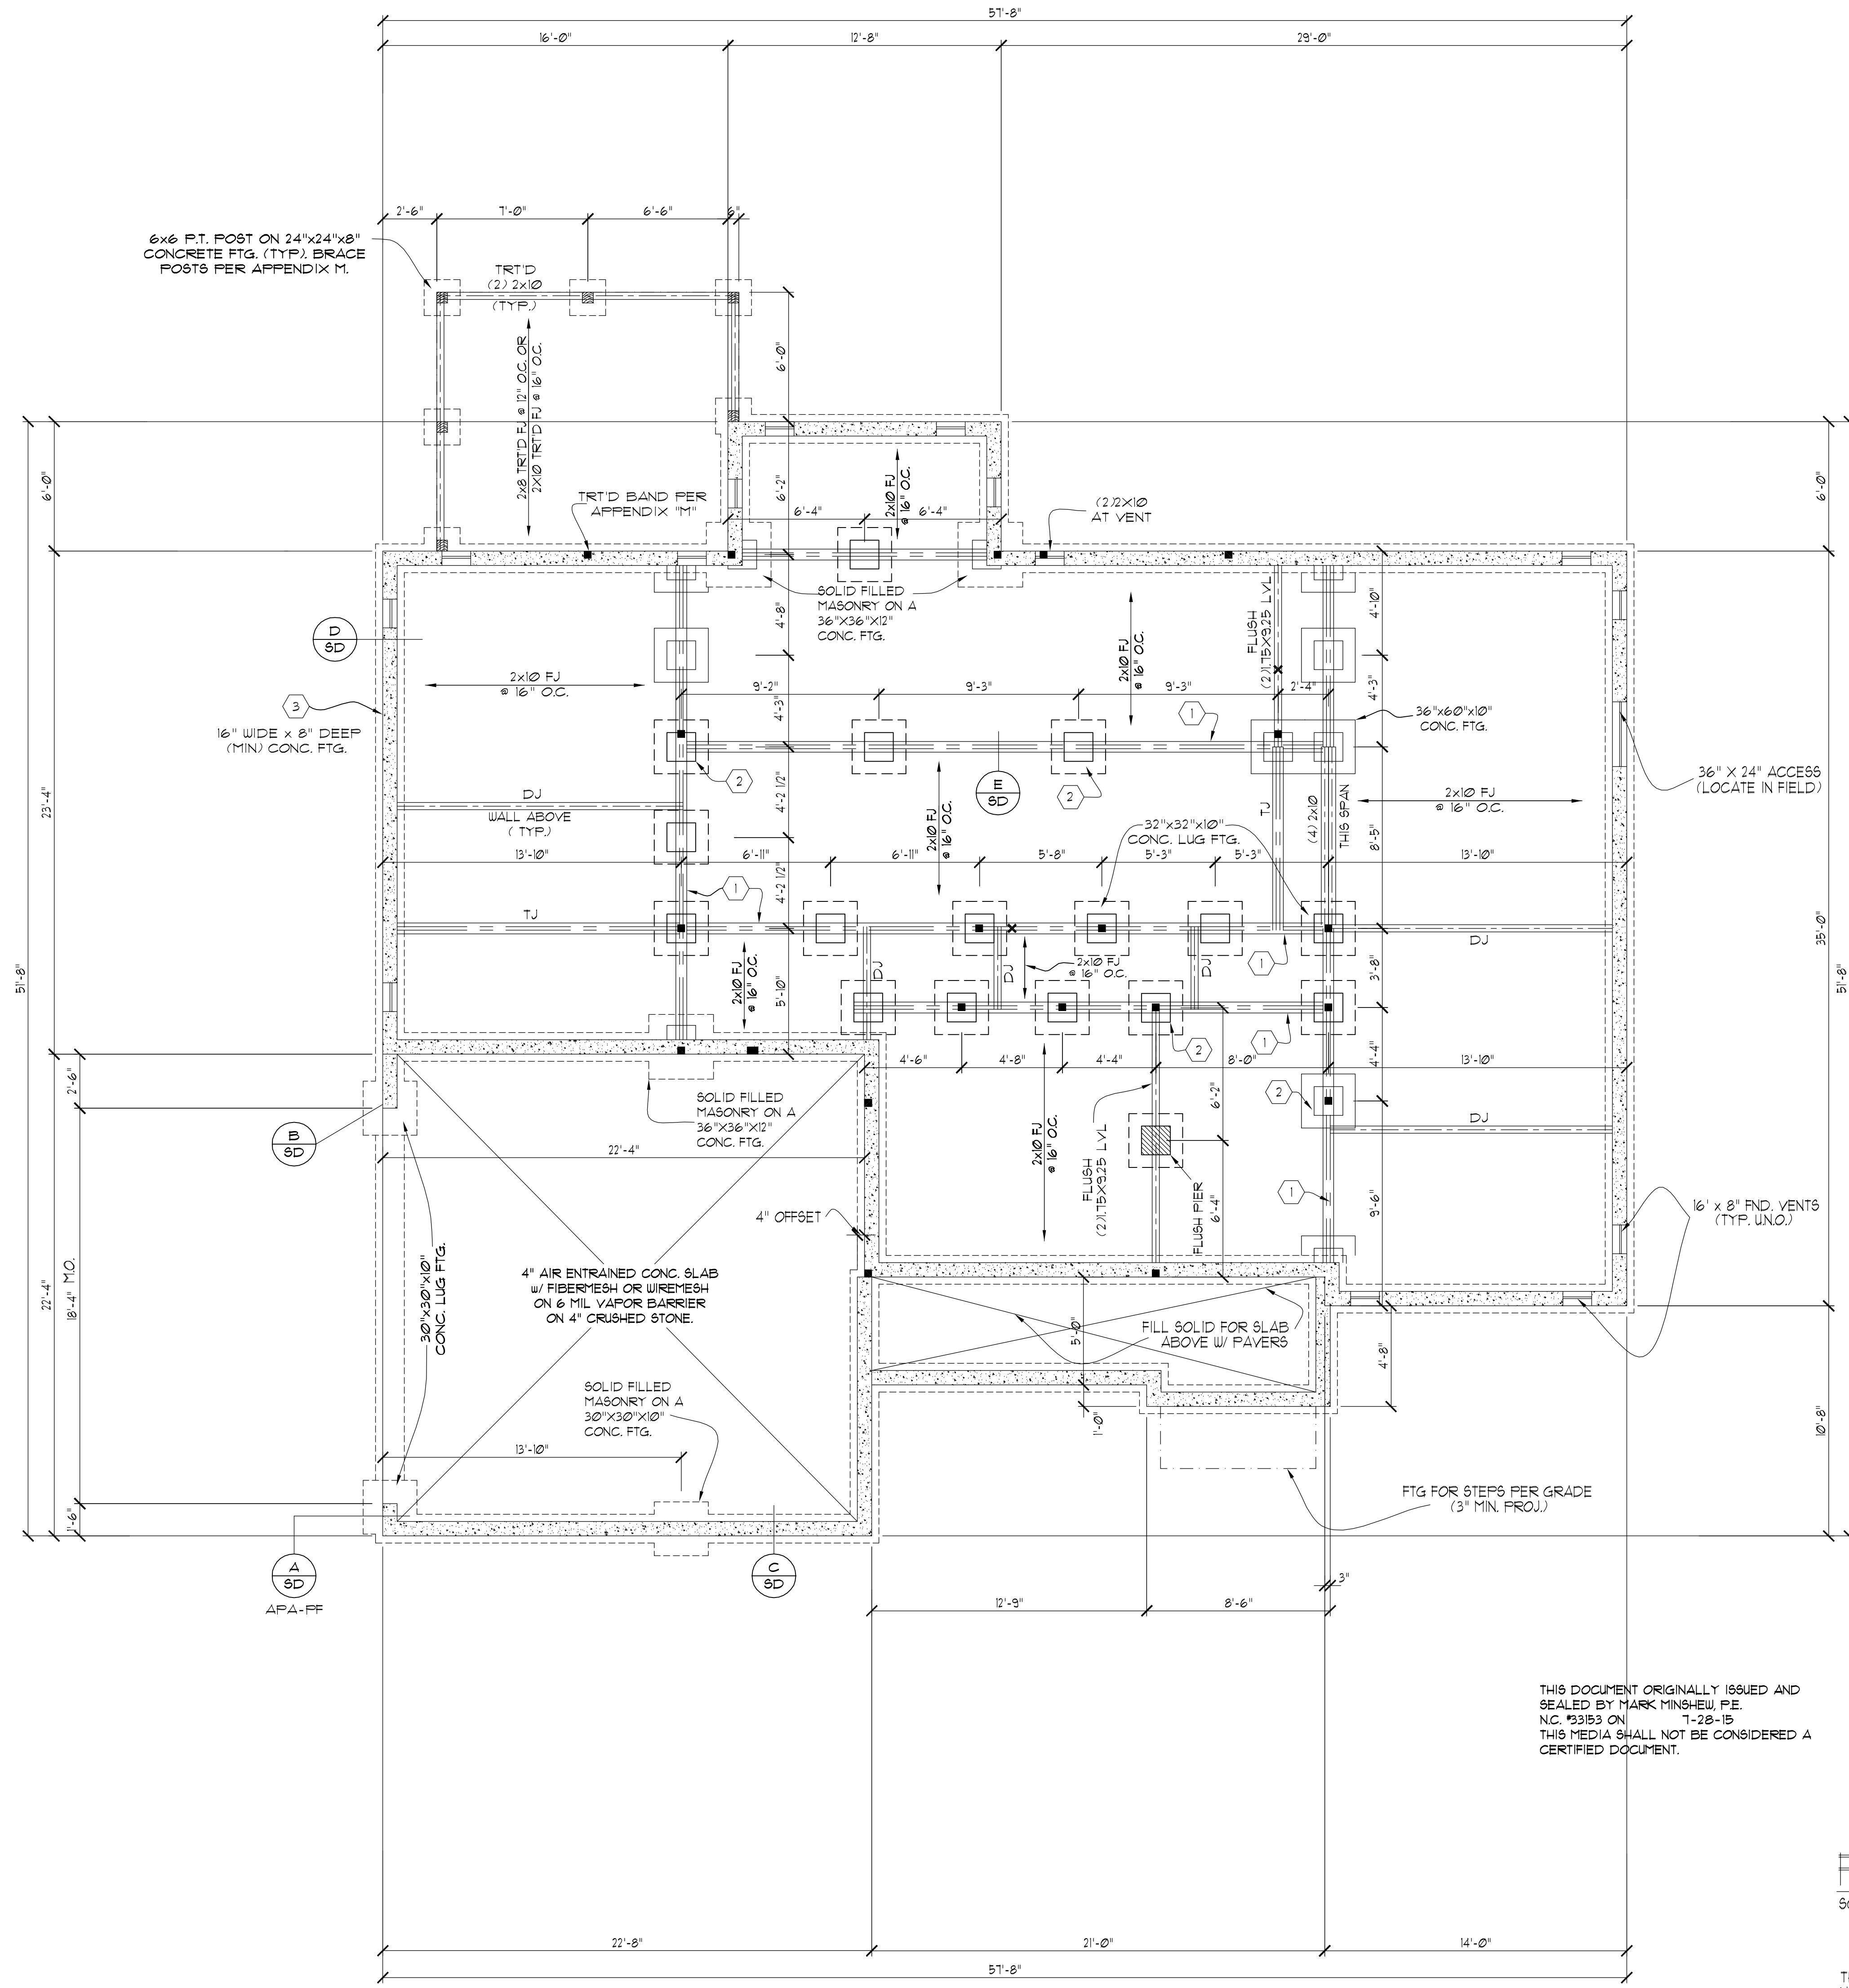 57'-8"
16'-0"
12'-8"
29'-0"
2'-6"
7'-0"
6'-6"
6"
6x6 P.T. POST ON 24"x24"x8"
CONCRETE FTG. (TYP). BRACE
POSTS PER APPENDIX M.
TRT'D
(2) 2x10
(TYP.)
2x8 TRT'D FJ @ 12" O.C. OR
2X10 TRT'D FJ @ 16" O.C.
6'-0"
6'-2"
TRT'D BAND PER
APPENDIX "M"
6'-4"
6'-4"
2x10 FJ
@ 16" O.C.
(2)2X10
AT VENT
6'-0"
23'-4"
51'-8"
22'-4"
2'-6"
18'-4" M.O.
1'-6"
6'-0"
35'-0"
51'-8"
10'-8"
SOLID FILLED
MASONRY ON A
36"X36"X12"
CONC. FTG.
4'-8"
D
SD
2x10 FJ
@ 16" O.C.
2x10 FJ
@ 16" O.C.
FLUSH
(2)1.75X9.25 LVL
4'-10"
3
16" WIDE x 8" DEEP
(MIN) CONC. FTG.
9'-2"
9'-3"
9'-3"
2'-4"
4'-3"
4'-3"
1
36"x60"x10"
CONC. FTG.
2
2
E
SD
36" X 24" ACCESS
(LOCATE IN FIELD)
DJ
WALL ABOVE
( TYP.)
4'-2 1/2"
2x10 FJ
@ 16" O.C.
TJ
(4) 2x10
THIS SPAN
8'-5"
2x10 FJ
@ 16" O.C.
32"x32"x10"
CONC. LUG FTG.
13'-10"
6'-11"
6'-11"
5'-8"
5'-3"
5'-3"
13'-10"
4'-2 1/2"
1
TJ
DJ
1
2x10 FJ
@ 16" O.C.
5'-10"
DJ
DJ
2x10 FJ
@ 16" O.C.
DJ
3'-8"
1
2
4'-6"
4'-8"
4'-4"
8'-0"
4'-4"
13'-10"
2
DJ
SOLID FILLED
MASONRY ON A
36"X36"X12"
CONC. FTG.
B
SD
22'-4"
2x10 FJ
@ 16" O.C.
FLUSH
(2)1.75X9.25 LVL
6'-2"
FLUSH PIER
6'-4"
1
9'-6"
16' x 8" FND. VENTS
(TYP. U.N.O.)
4" OFFSET
30"x30"x10"
CONC. LUG FTG.
4" AIR ENTRAINED CONC. SLAB
w/ FIBERMESH OR WIREMESH
ON 6 MIL VAPOR BARRIER
ON 4" CRUSHED STONE.
5'-0"
FILL SOLID FOR SLAB
ABOVE W/ PAVERS
4'-8"
SOLID FILLED
MASONRY ON A
30"X30"X10"
CONC. FTG.
1'-0"
13'-10"
FTG FOR STEPS PER GRADE
(3" MIN. PROJ.)
A
SD
APA-PF
C
SD
3"
12'-9"
8'-6"
THIS DOCUMENT ORIGINALLY ISSUED AND
SEALED BY MARK MINSHEW, P.E.
N.C. #33153 ON 7-28-15
THIS MEDIA SHALL NOT BE CONSIDERED A
CERTIFIED DOCUMENT.
22'-8"
21'-0"
14'-0"
57'-8"